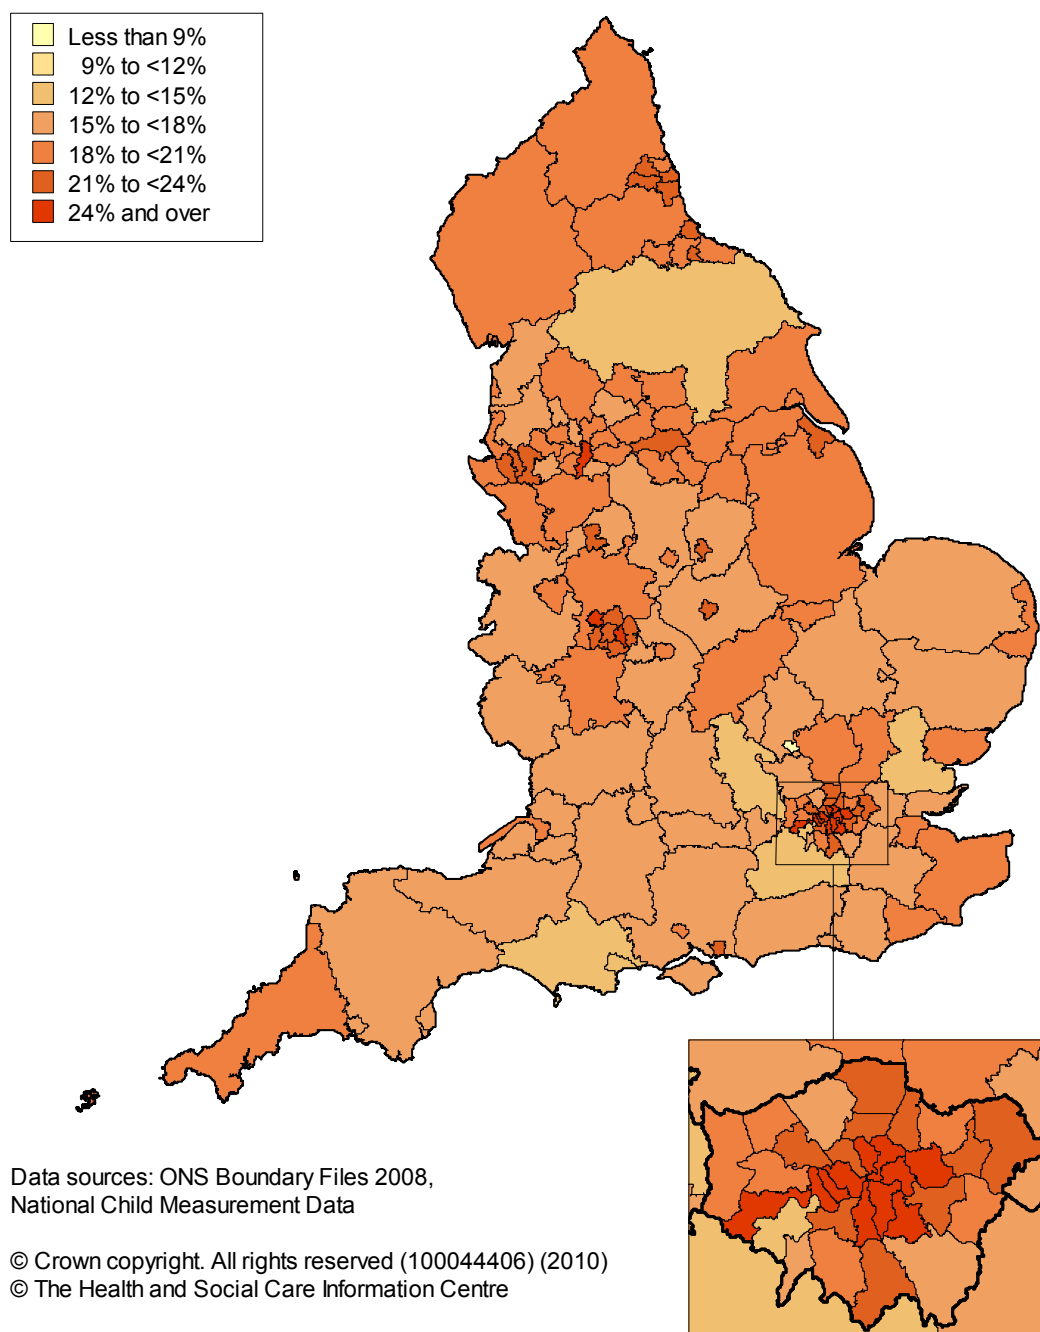 Less than 9%
9% to <12%
12% to <15%
15% to <18%
18% to <21%
21% to <24%
24% and over
Data sources: ONS Boundary Files 2008,
National Child Measurement Data
© Crown copyright. All rights reserved (100044406) (2010)
© The Health and Social Care Information Centre